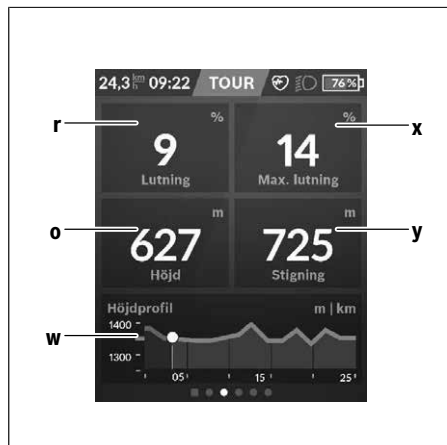 24,3 km/h 09:22 TOUR 76%
r % % x
9 14
Lutning Max. lutning
o m m y
627 725
Höjd Stigning
Höjdprofil m | km
w 1400
1300
05' 15' 25'